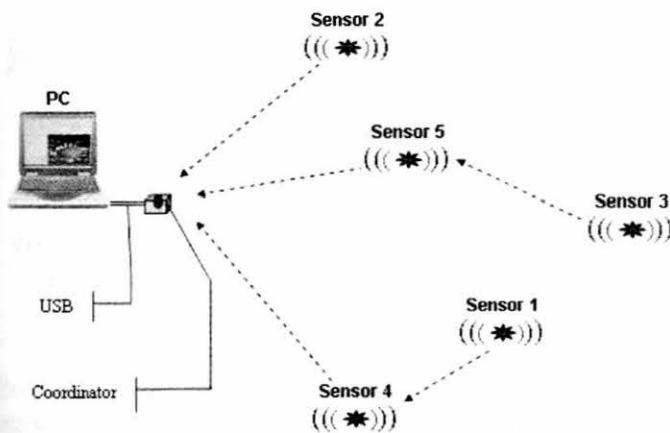 Sensor 2
PC
Sensor 5
Sensor 3
USB
Sensor 1
Coordinator
Sensor 4